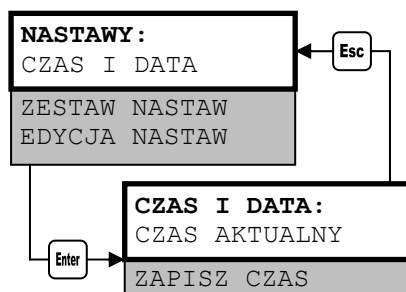 NASTAWY:
CZAS I DATA
Esc
ZESTAW NASTAW
EDYCJA NASTAW
CZAS I DATA:
CZAS AKTUALNY
Enter
ZAPISZ CZAS